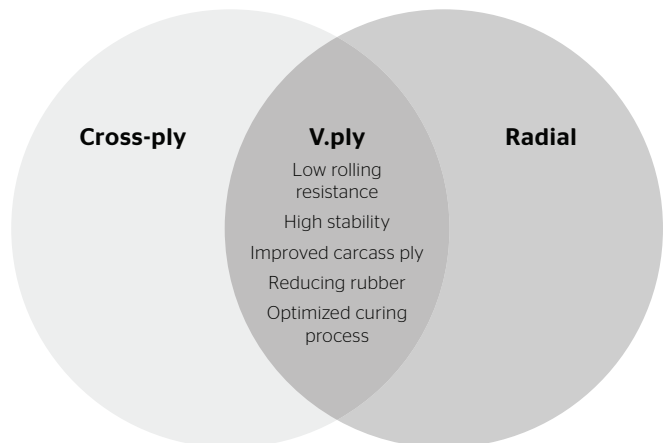 Cross-ply
V.ply
Radial
Low rolling
resistance
High stability
Improved carcass ply
Reducing rubber
Optimized curing
process